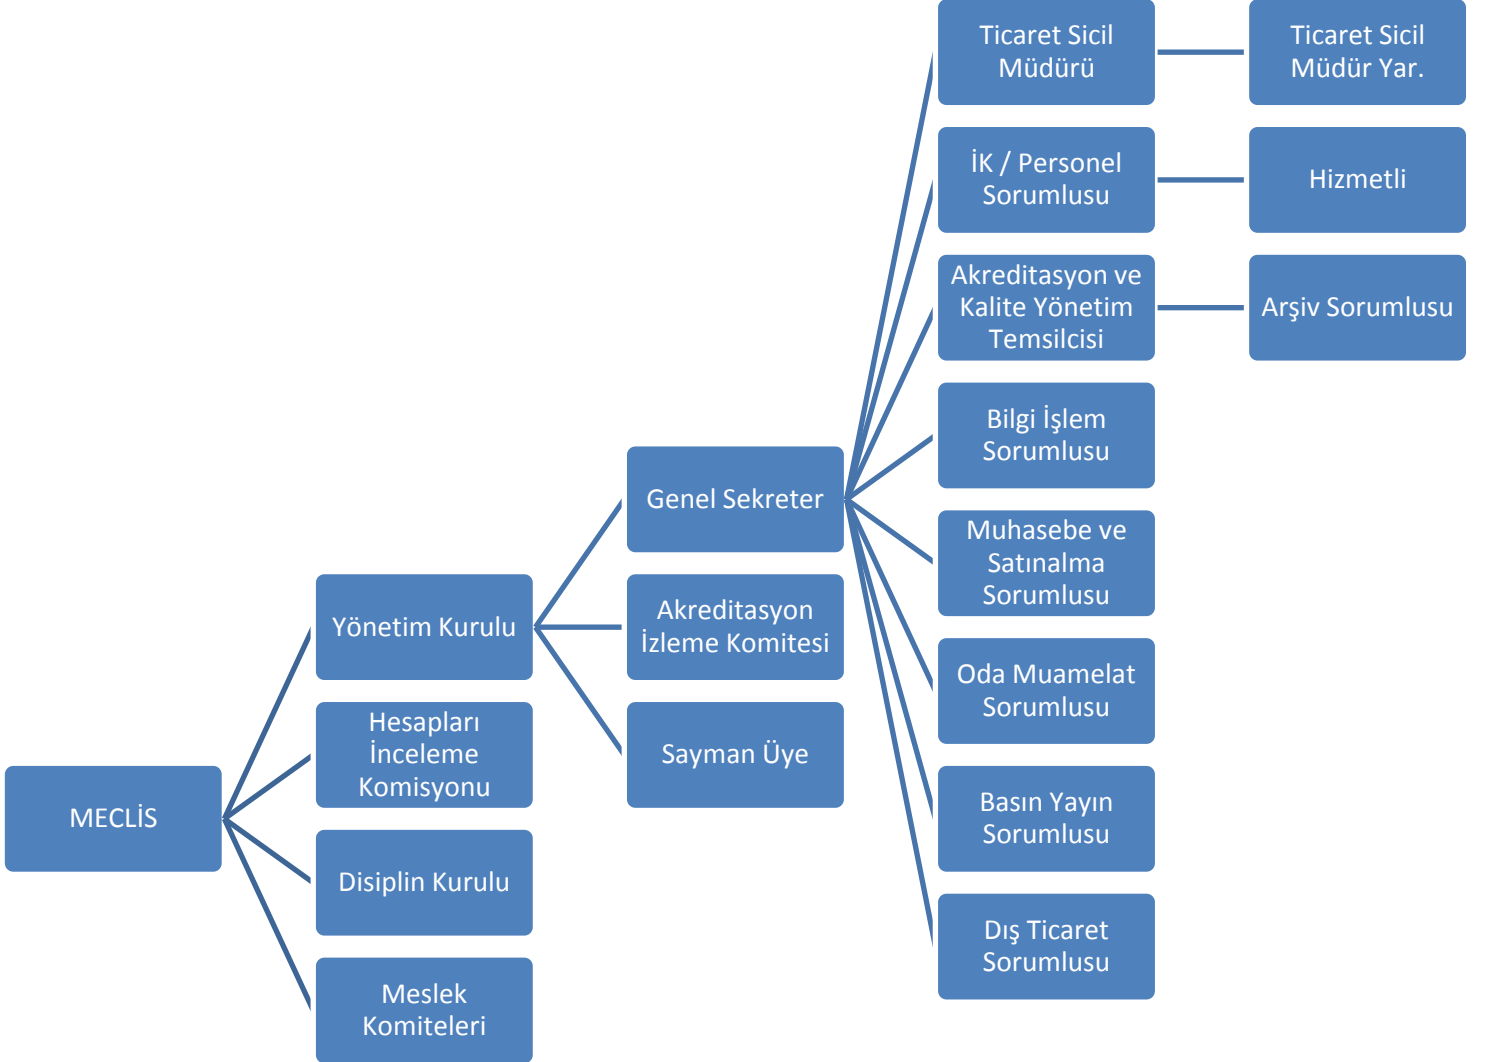 MECLİS
Yönetim Kurulu
Hesapları
İnceleme
Komisyonu
Disiplin Kurulu
Meslek
Komiteleri
Genel Sekreter
Akreditasyon
İzleme Komitesi
Sayman Üye
Ticaret Sicil
Müdürü
İK / Personel
Sorumlusu
Akreditasyon ve
Kalite Yönetim
Temsilcisi
Bilgi İşlem
Sorumlusu
Muhasebe ve
Satınalma
Sorumlusu
Oda Muamelat
Sorumlusu
Basın Yayın
Sorumlusu
Dış Ticaret
Sorumlusu
Ticaret Sicil
Müdür Yar.
Hizmetli
Arşiv Sorumlusu